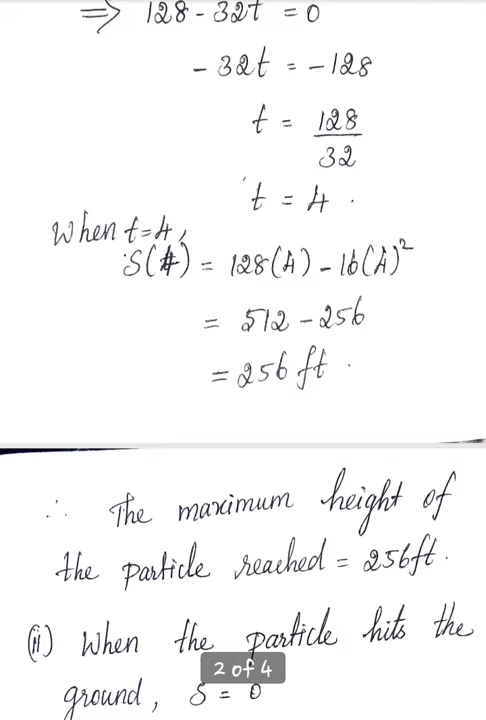 ⟹ 128 - 32t = 0
- 32t = - 128
t = 128/32
t = 4.
When t=4,
S(4) = 128(4) - 16(4)²
= 512 - 256
= 256 ft.
∴ The maximum height of
the particle reached = 256ft.
(ii) When the particle hits the
2 of 4
ground, S = 0